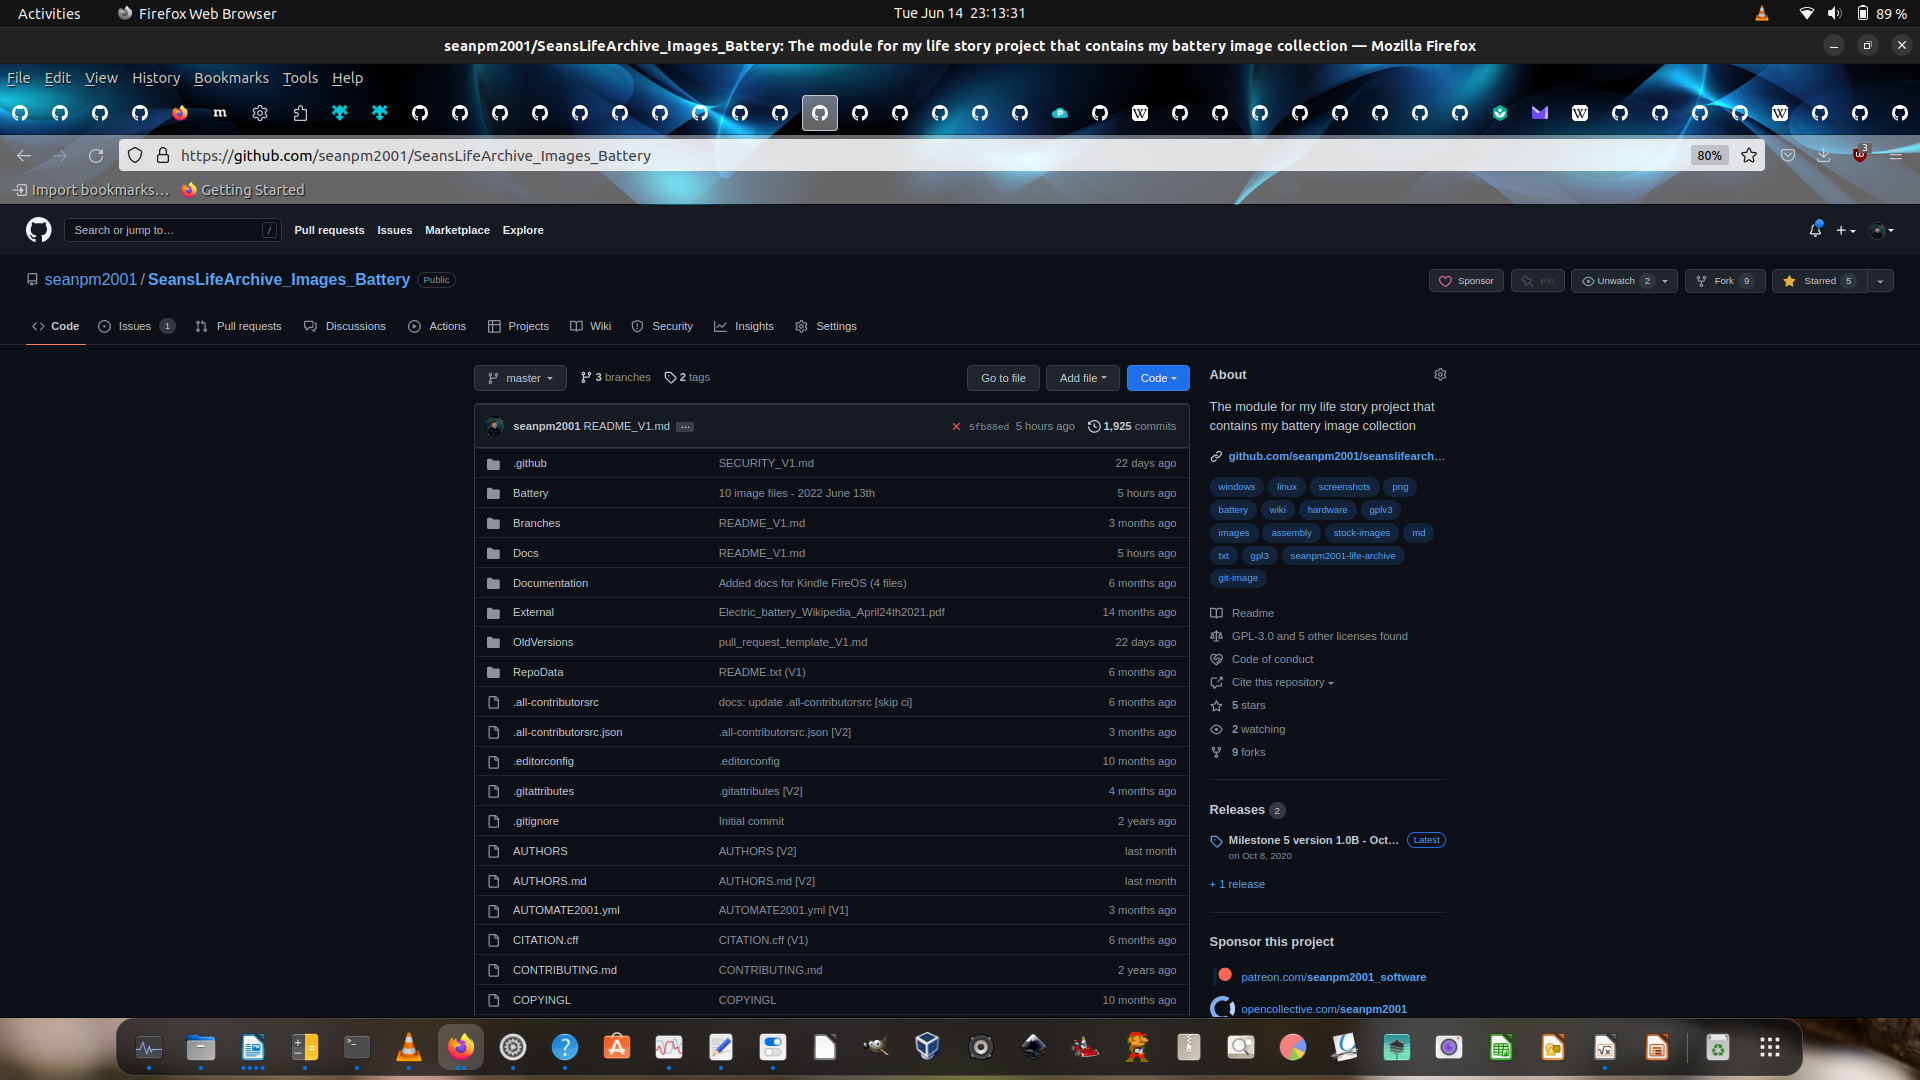 Activities Firefox Web Browser Tue Jun 14 23:13:31 89 %
seanpm2001/SeansLifeArchive_Images_Battery: The module for my life story project that contains my battery image collection — Mozilla Firefox
File Edit View History Bookmarks Tools Help
https://github.com/seanpm2001/SeansLifeArchive_Images_Battery 80% 3
Import bookmarks… Getting Started
Search or jump to… / Pull requests Issues Marketplace Explore
seanpm2001 / SeansLifeArchive_Images_Battery Public Sponsor Pin Unwatch 2 Fork 9 Starred 5
Code Issues 1 Pull requests Discussions Actions Projects Wiki Security Insights Settings
master 3 branches 2 tags Go to file Add file Code
seanpm2001 README_V1.md … 5fb88ed 5 hours ago 1,925 commits
.github SECURITY_V1.md 22 days ago
Battery 10 image files - 2022 June 13th 5 hours ago
Branches README_V1.md 3 months ago
Docs README_V1.md 5 hours ago
Documentation Added docs for Kindle FireOS (4 files) 6 months ago
External Electric_battery_Wikipedia_April24th2021.pdf 14 months ago
OldVersions pull_request_template_V1.md 22 days ago
RepoData README.txt (V1) 6 months ago
.all-contributorsrc docs: update .all-contributorsrc [skip ci] 6 months ago
.all-contributorsrc.json .all-contributorsrc.json [V2] 3 months ago
.editorconfig .editorconfig 10 months ago
.gitattributes .gitattributes [V2] 4 months ago
.gitignore Initial commit 2 years ago
AUTHORS AUTHORS [V2] last month
AUTHORS.md AUTHORS.md [V2] last month
AUTOMATE2001.yml AUTOMATE2001.yml [V1] 3 months ago
CITATION.cff CITATION.cff (V1) 6 months ago
CONTRIBUTING.md CONTRIBUTING.md 2 years ago
COPYINGL COPYINGL 10 months ago
About
The module for my life story project that
contains my battery image collection
github.com/seanpm2001/seanslifearch…
windows linux screenshots png
battery wiki hardware gplv3
images assembly stock-images md
txt gpl3 seanpm2001-life-archive
git-image
Readme
GPL-3.0 and 5 other licenses found
Code of conduct
Cite this repository
5 stars
2 watching
9 forks
Releases 2
Milestone 5 version 1.0B - Oct… Latest
on Oct 8, 2020
+ 1 release
Sponsor this project
patreon.com/seanpm2001_software
opencollective.com/seanpm2001